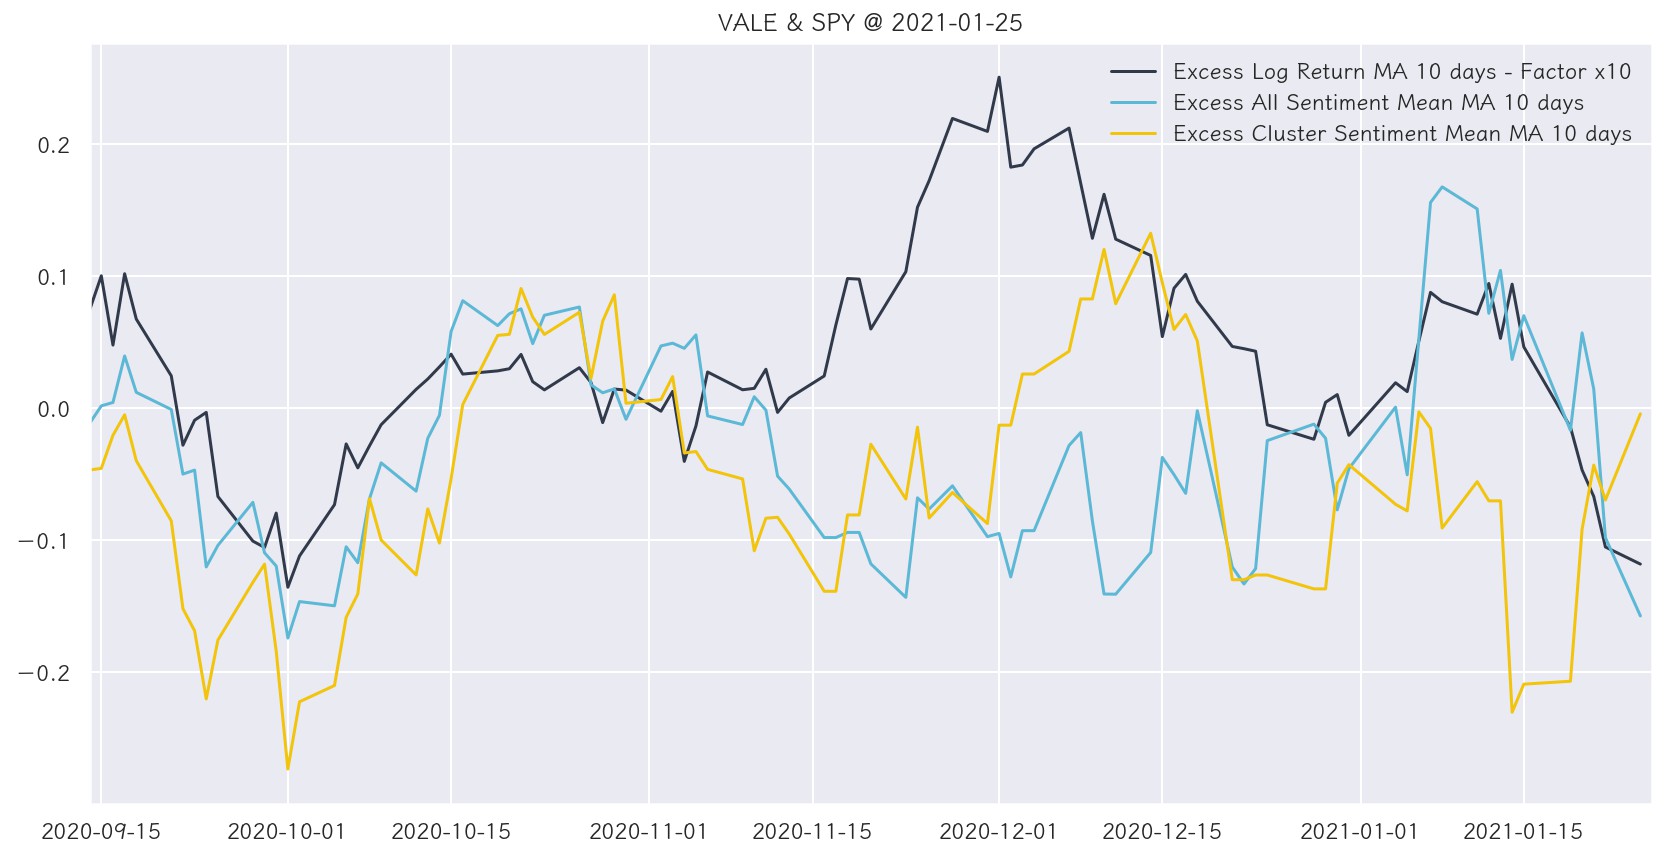 VALE & SPY @ 2021-01-25
Excess Log Return MA 10 days - Factor x10
Excess All Sentiment Mean MA 10 days
Excess Cluster Sentiment Mean MA 10 days
0.2
0.1
0.0
−0.1
−0.2
2020-09-15 2020-10-01 2020-10-15 2020-11-01 2020-11-15 2020-12-01 2020-12-15 2021-01-01 2021-01-15